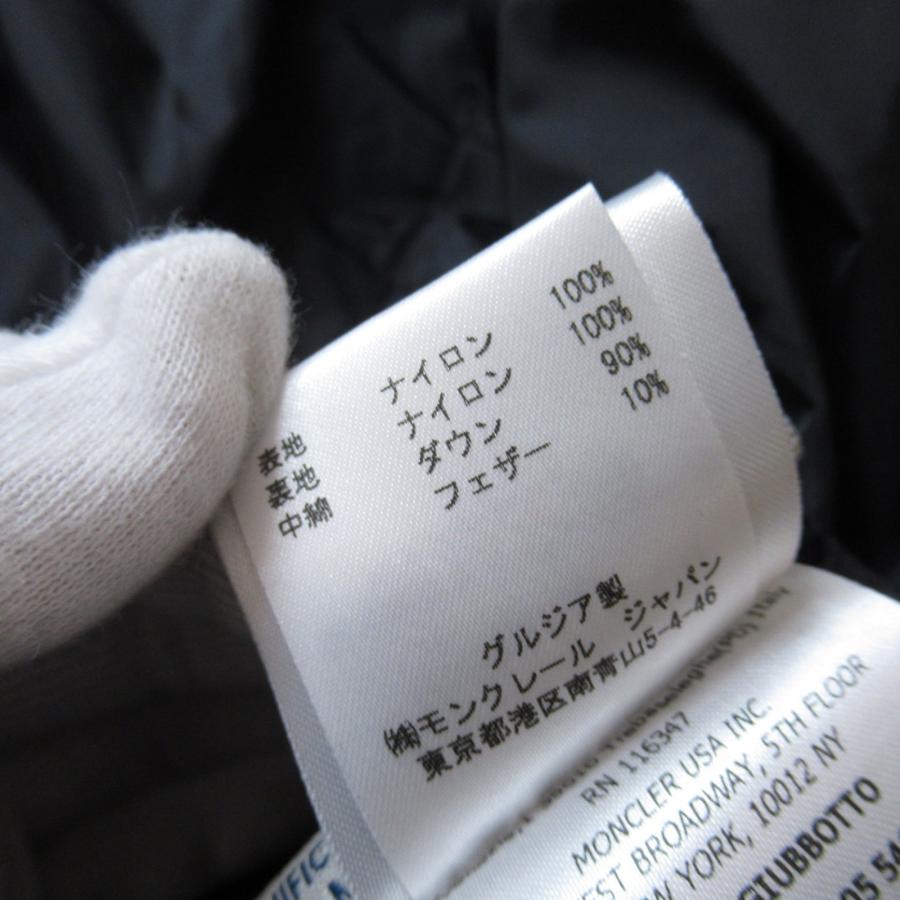 表地 ナイロン 100%
裏地 ナイロン 100%
中綿 ダウン 90%
フェザー 10%
グルジア製
㈱モンクレール ジャパン
東京都港区南青山5-4-46
Italy
RN 116347
MONCLER USA INC.
BROADWAY, 5TH FLOOR
YORK, 10012 NY
GIUBBOTTO